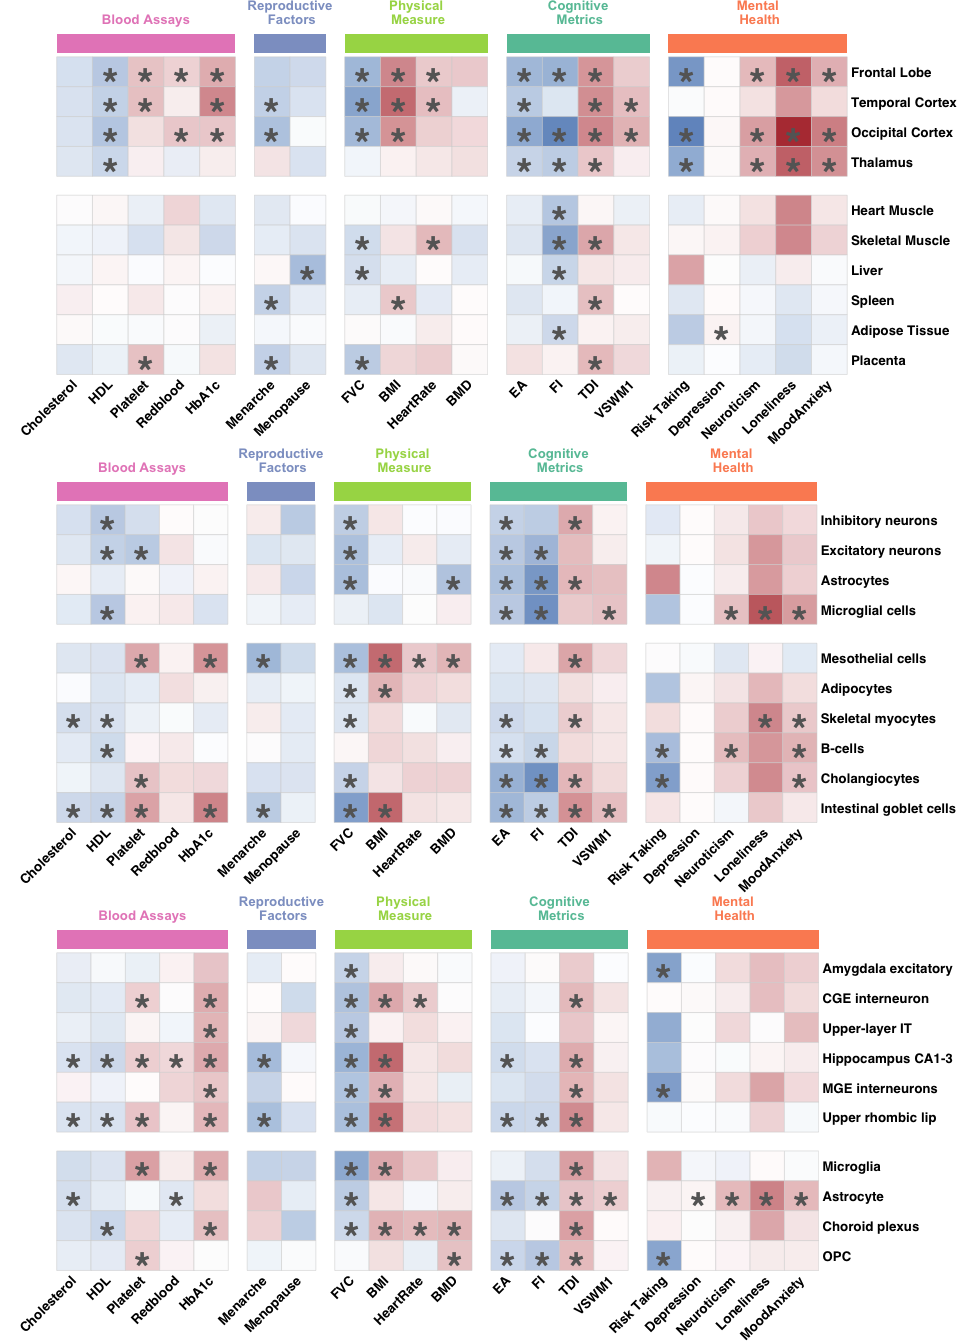 Blood Assays
Reproductive
Factors
Physical
Measure
Cognitive
Metrics
Mental
Health
Frontal Lobe
Temporal Cortex
Occipital Cortex
Thalamus
Heart Muscle
Skeletal Muscle
Liver
Spleen
Adipose Tissue
Placenta
Cholesterol
HDL
Platelet
Redblood
HbA1c
Menarche
Menopause
FVC
BMI
HeartRate
BMD
EA
FI
TDI
VSWM1
Risk Taking
Depression
Neuroticism
Loneliness
MoodAnxiety
Blood Assays
Reproductive
Factors
Physical
Measure
Cognitive
Metrics
Mental
Health
Inhibitory neurons
Excitatory neurons
Astrocytes
Microglial cells
Mesothelial cells
Adipocytes
Skeletal myocytes
B-cells
Cholangiocytes
Intestinal goblet cells
Cholesterol
HDL
Platelet
Redblood
HbA1c
Menarche
Menopause
FVC
BMI
HeartRate
BMD
EA
FI
TDI
VSWM1
Risk Taking
Depression
Neuroticism
Loneliness
MoodAnxiety
Blood Assays
Reproductive
Factors
Physical
Measure
Cognitive
Metrics
Mental
Health
Amygdala excitatory
CGE interneuron
Upper-layer IT
Hippocampus CA1-3
MGE interneurons
Upper rhombic lip
Microglia
Astrocyte
Choroid plexus
OPC
Cholesterol
HDL
Platelet
Redblood
HbA1c
Menarche
Menopause
FVC
BMI
HeartRate
BMD
EA
FI
TDI
VSWM1
Risk Taking
Depression
Neuroticism
Loneliness
MoodAnxiety